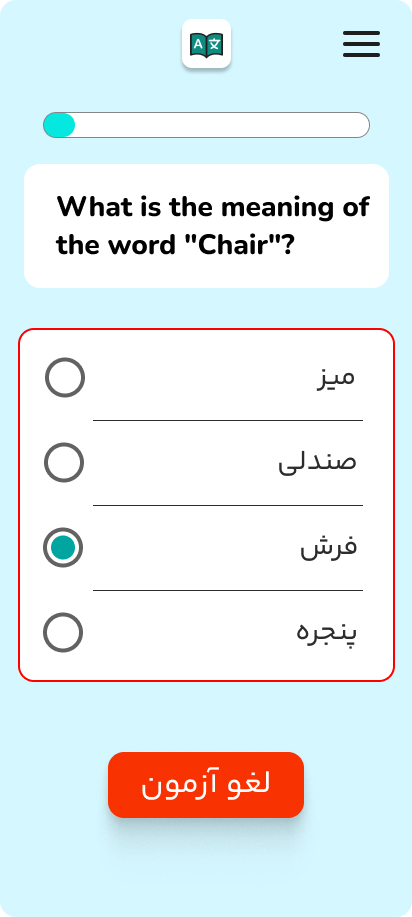 A 文
What is the meaning of
the word "Chair"?
میز
صندلی
فرش
پنجره
لغو آزمون